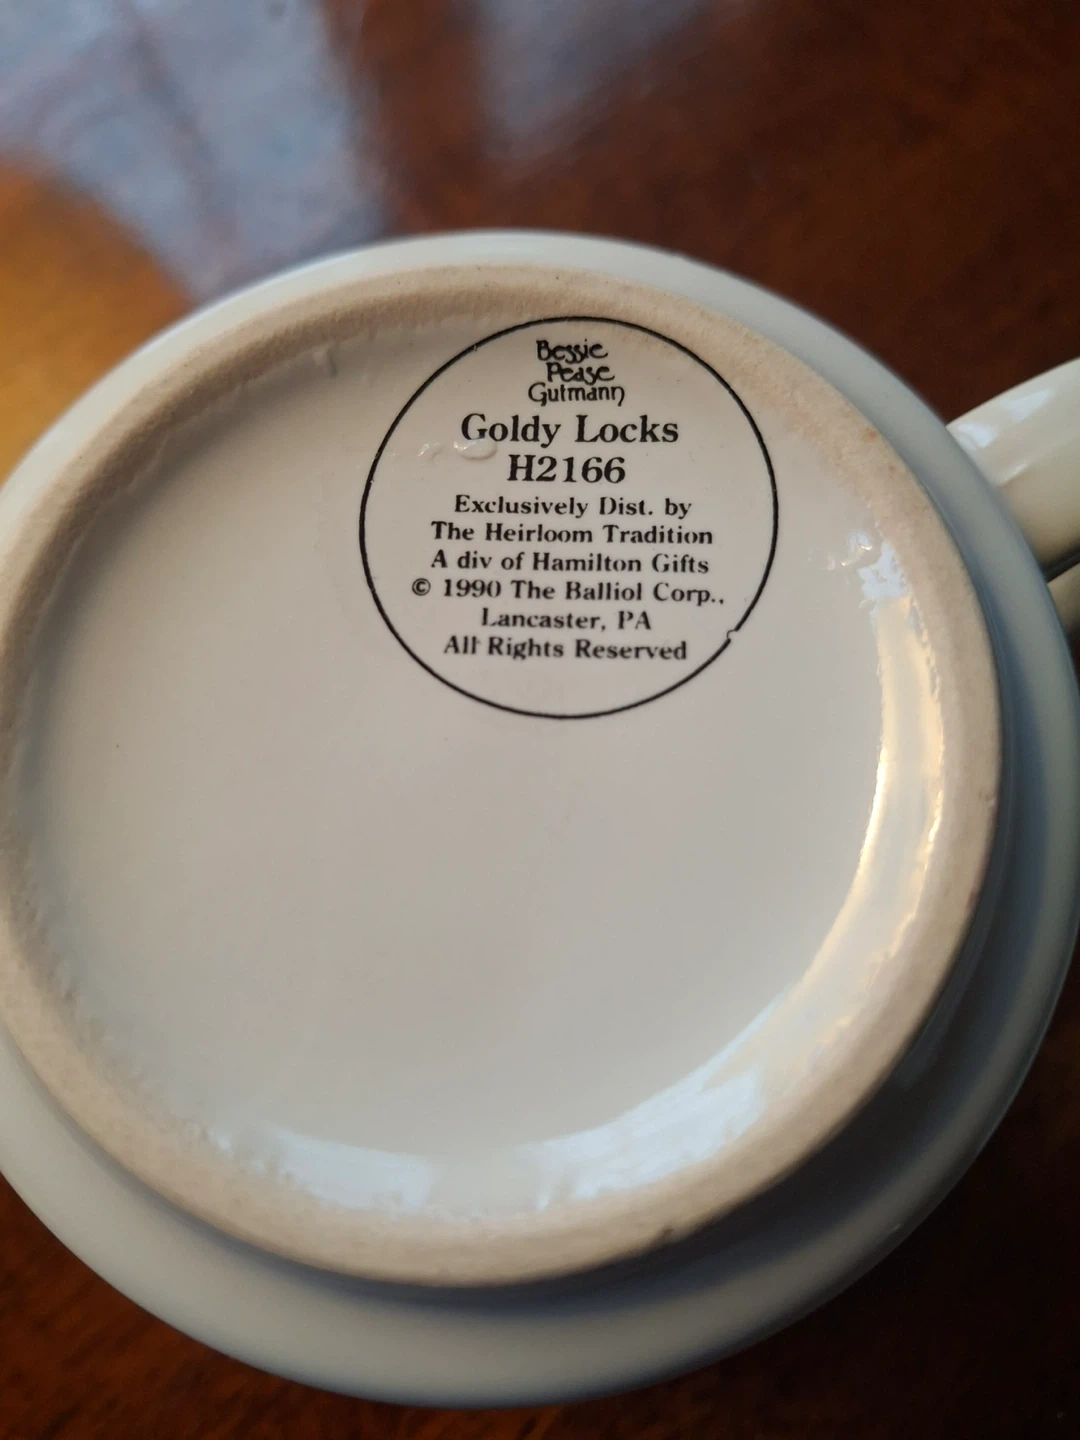 Bessie
Pease
Gutmann
Goldy Locks
H2166
Exclusively Dist. by
The Heirloom Tradition
A div of Hamilton Gifts
© 1990 The Balliol Corp.,
Lancaster, PA
All Rights Reserved